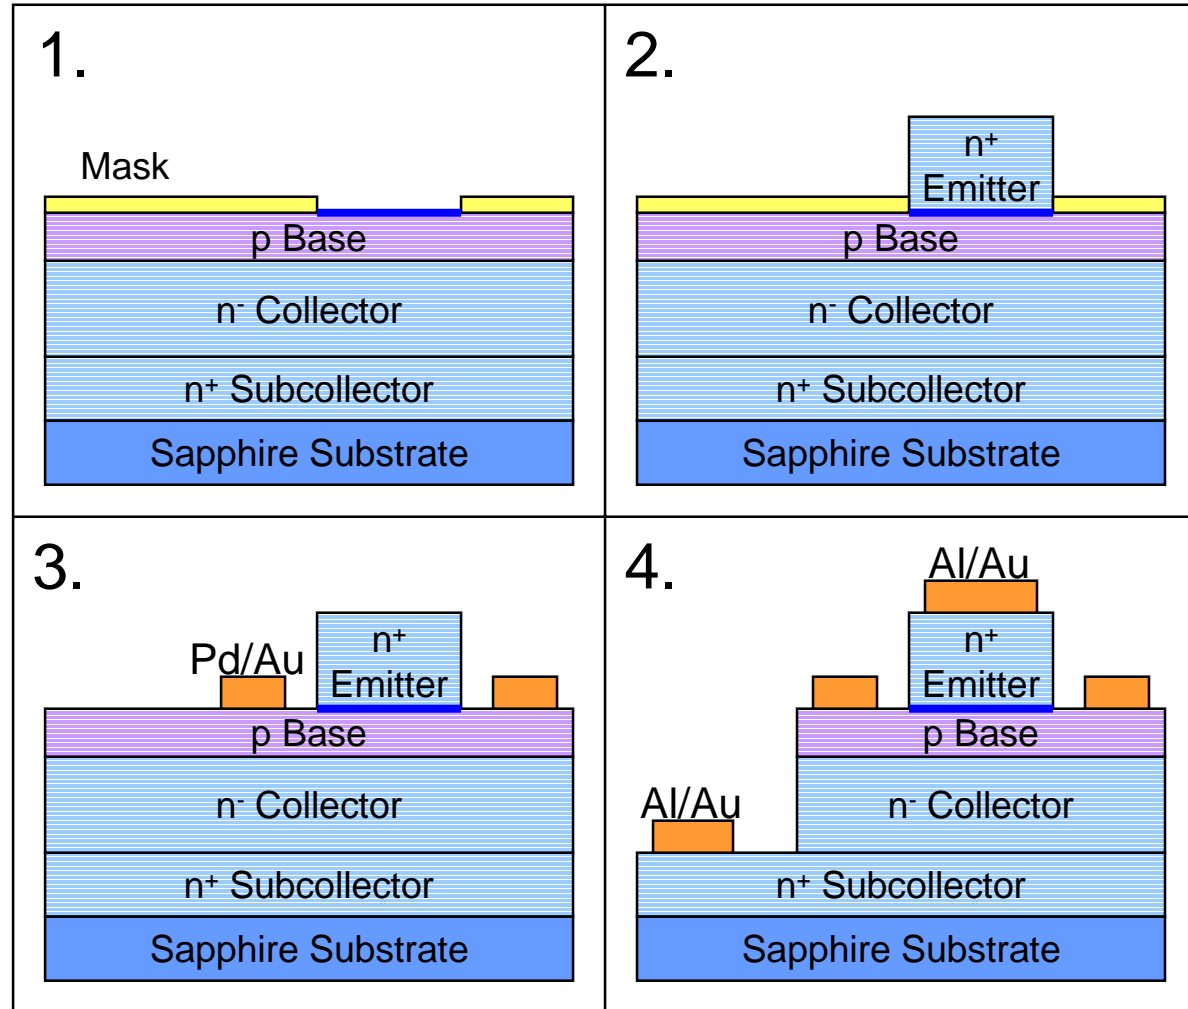 1.
Mask
p Base
n⁻ Collector
n⁺ Subcollector
Sapphire Substrate
2.
n⁺
Emitter
p Base
n⁻ Collector
n⁺ Subcollector
Sapphire Substrate
3.
n⁺
Pd/Au
Emitter
p Base
n⁻ Collector
n⁺ Subcollector
Sapphire Substrate
4.
Al/Au
n⁺
Emitter
p Base
Al/Au
n⁻ Collector
n⁺ Subcollector
Sapphire Substrate